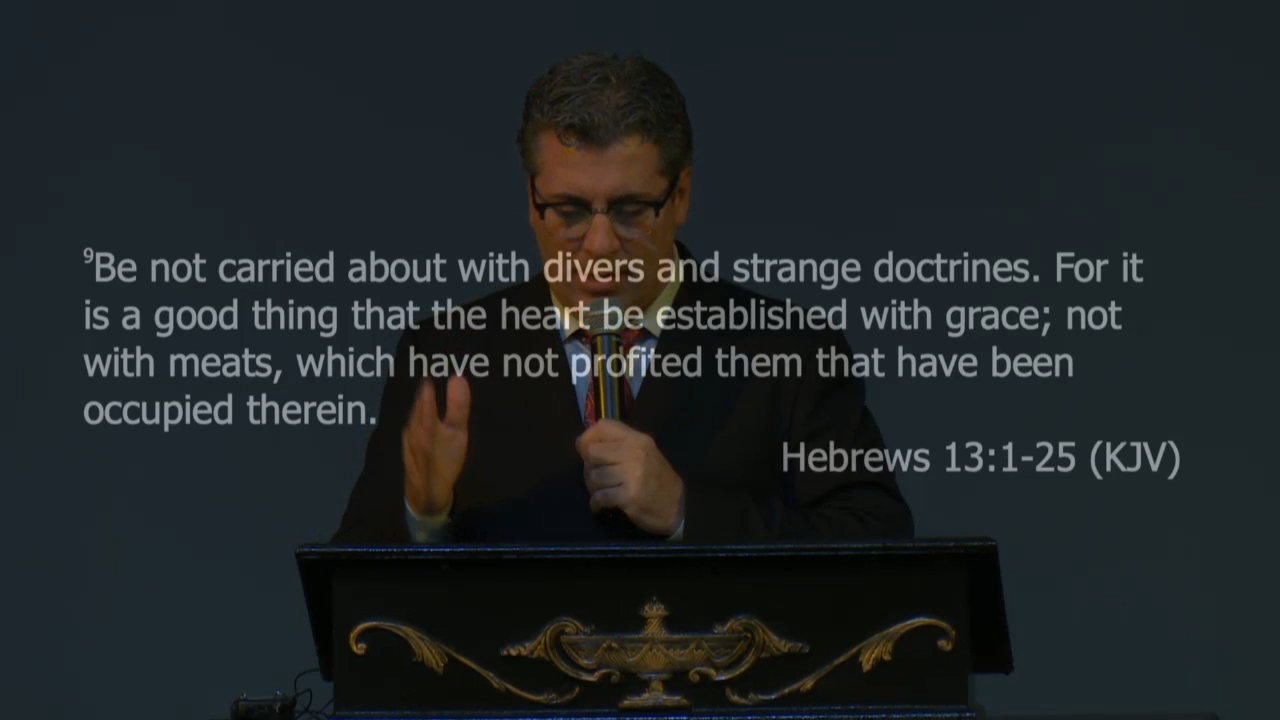 ⁹Be not carried about with divers and strange doctrines. For it
is a good thing that the heart be established with grace; not
with meats, which have not profited them that have been
occupied therein.
Hebrews 13:1-25 (KJV)